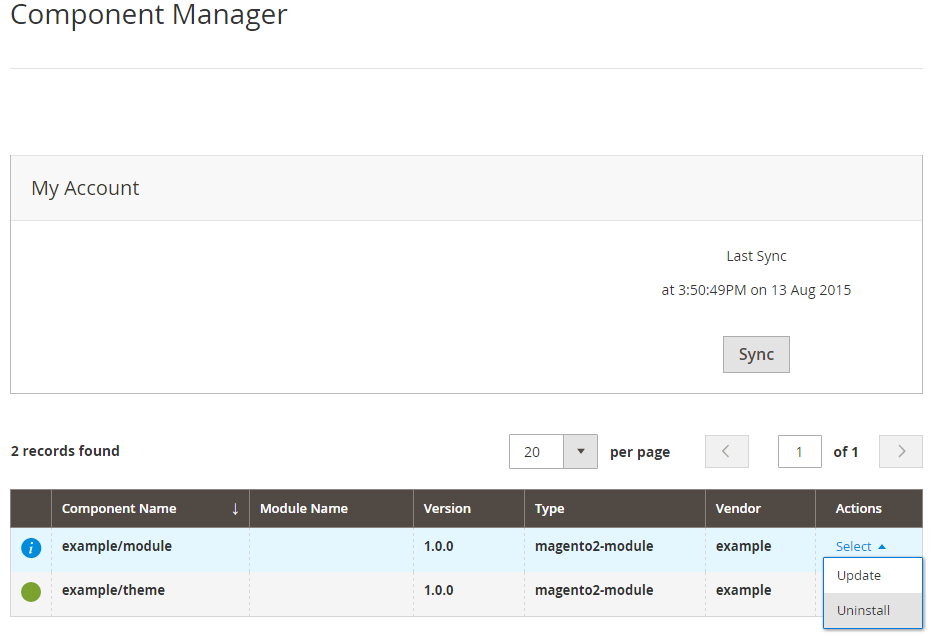 Component Manager
My Account
Last Sync
at 3:50:49PM on 13 Aug 2015
Sync
2 records found 20 per page 1 of 1
Component Name ↓ Module Name Version Type Vendor Actions
i example/module 1.0.0 magento2-module example Select
Update
example/theme 1.0.0 magento2-module example
Uninstall